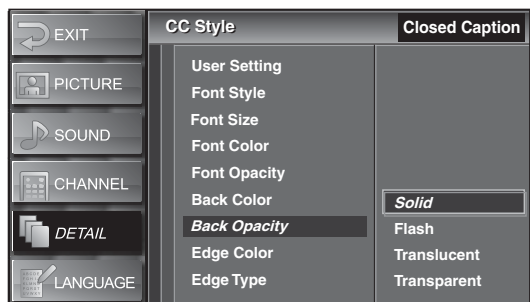 EXIT
PICTURE
SOUND
CHANNEL
DETAIL
LANGUAGE
CC Style
Closed Caption
User Setting
Font Style
Font Size
Font Color
Font Opacity
Back Color
Back Opacity
Edge Color
Edge Type
Solid
Flash
Translucent
Transparent